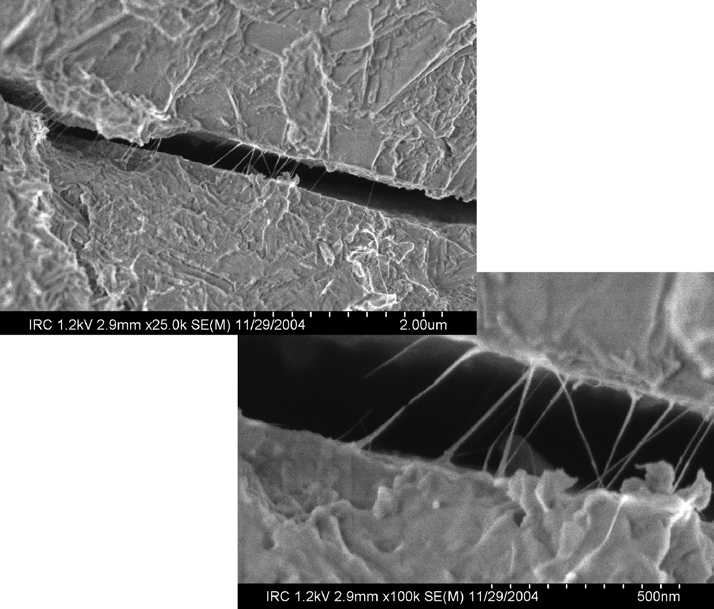 IRC 1.2kV 2.9mm x25.0k SE(M) 11/29/2004 2.00um
IRC 1.2kV 2.9mm x100k SE(M) 11/29/2004 500nm